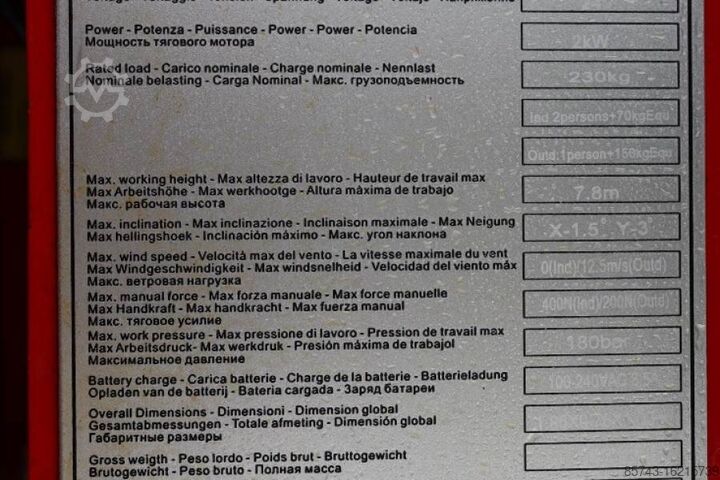 Power - Potenza - Puissance - Power - Power - Potencia
Мощность тягового мотора
2kW
Rated load - Carico nominale - Charge nominale - Nennlast
Nominale belasting - Carga Nominal - Макс. грузоподъемность
230kg
Ind 2persons+70kgEqu
Outd:1person+150kgEqu
Max. working height - Max altezza di lavoro - Hauteur de travail max
Max Arbeitshöhe - Max werkhootge - Altura máxima de trabajo
Макс. рабочая высота
7.8m
Max. inclination - Max inclinazione - Inclinaison maximale - Max Neigung
Max hellingshoek - Inclinación máximo - Макс. угол наклона
X-1.5° Y-3°
Max. wind speed - Velocità max del vento - La vitesse maximale du vent
Max Windgeschwindigkeit - Max windsnelheid - Velocidad del viento máx
Макс. ветровая нагрузка
0(Ind)/12.5m/s(Outd)
Max. manual force - Max forza manuale - Max force manuelle
Max Handkraft - Max handkracht - Max fuerza manual
Макс. тяговое усилие
400N(Ind)/200N(Outd)
Max. work pressure - Max pressione di lavoro - Pression de travail max
Max Arbeitsdruck- Max werkdruk - Presión máxima de trabajol
Максимальное давление
180bar
Battery charge - Carica batterie - Charge de la batterie - Batterieladung
Opladen van de batterij - Bateria cargada - Заряд батареи
100-240VAC
Overall Dimensions - Dimensioni - Dimension global
Gesamtabmessungen - Totale afmeting - Dimensión global
Габаритные размеры
Gross weigth - Peso lordo - Poids brut - Bruttogewicht
Brutogewicht - Peso bruto - Полная масса